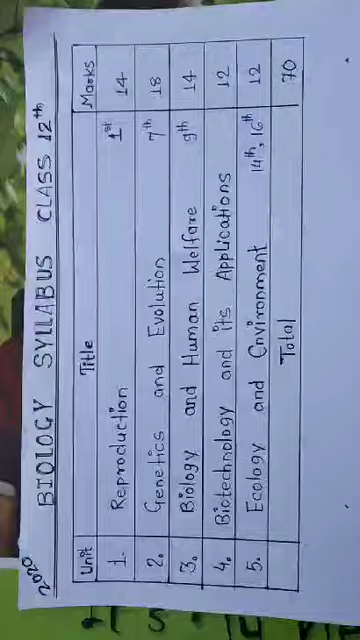 2020
BIOLOGY SYLLABUS CLASS 12th
Unit Title Marks
1. Reproduction 1st 14
2. Genetics and Evolution 7th 18
3. Biology and Human Welfare 9th 14
4. Biotechnology and its Applications 12
5. Ecology and Environment 14th, 16th 12
Total 70